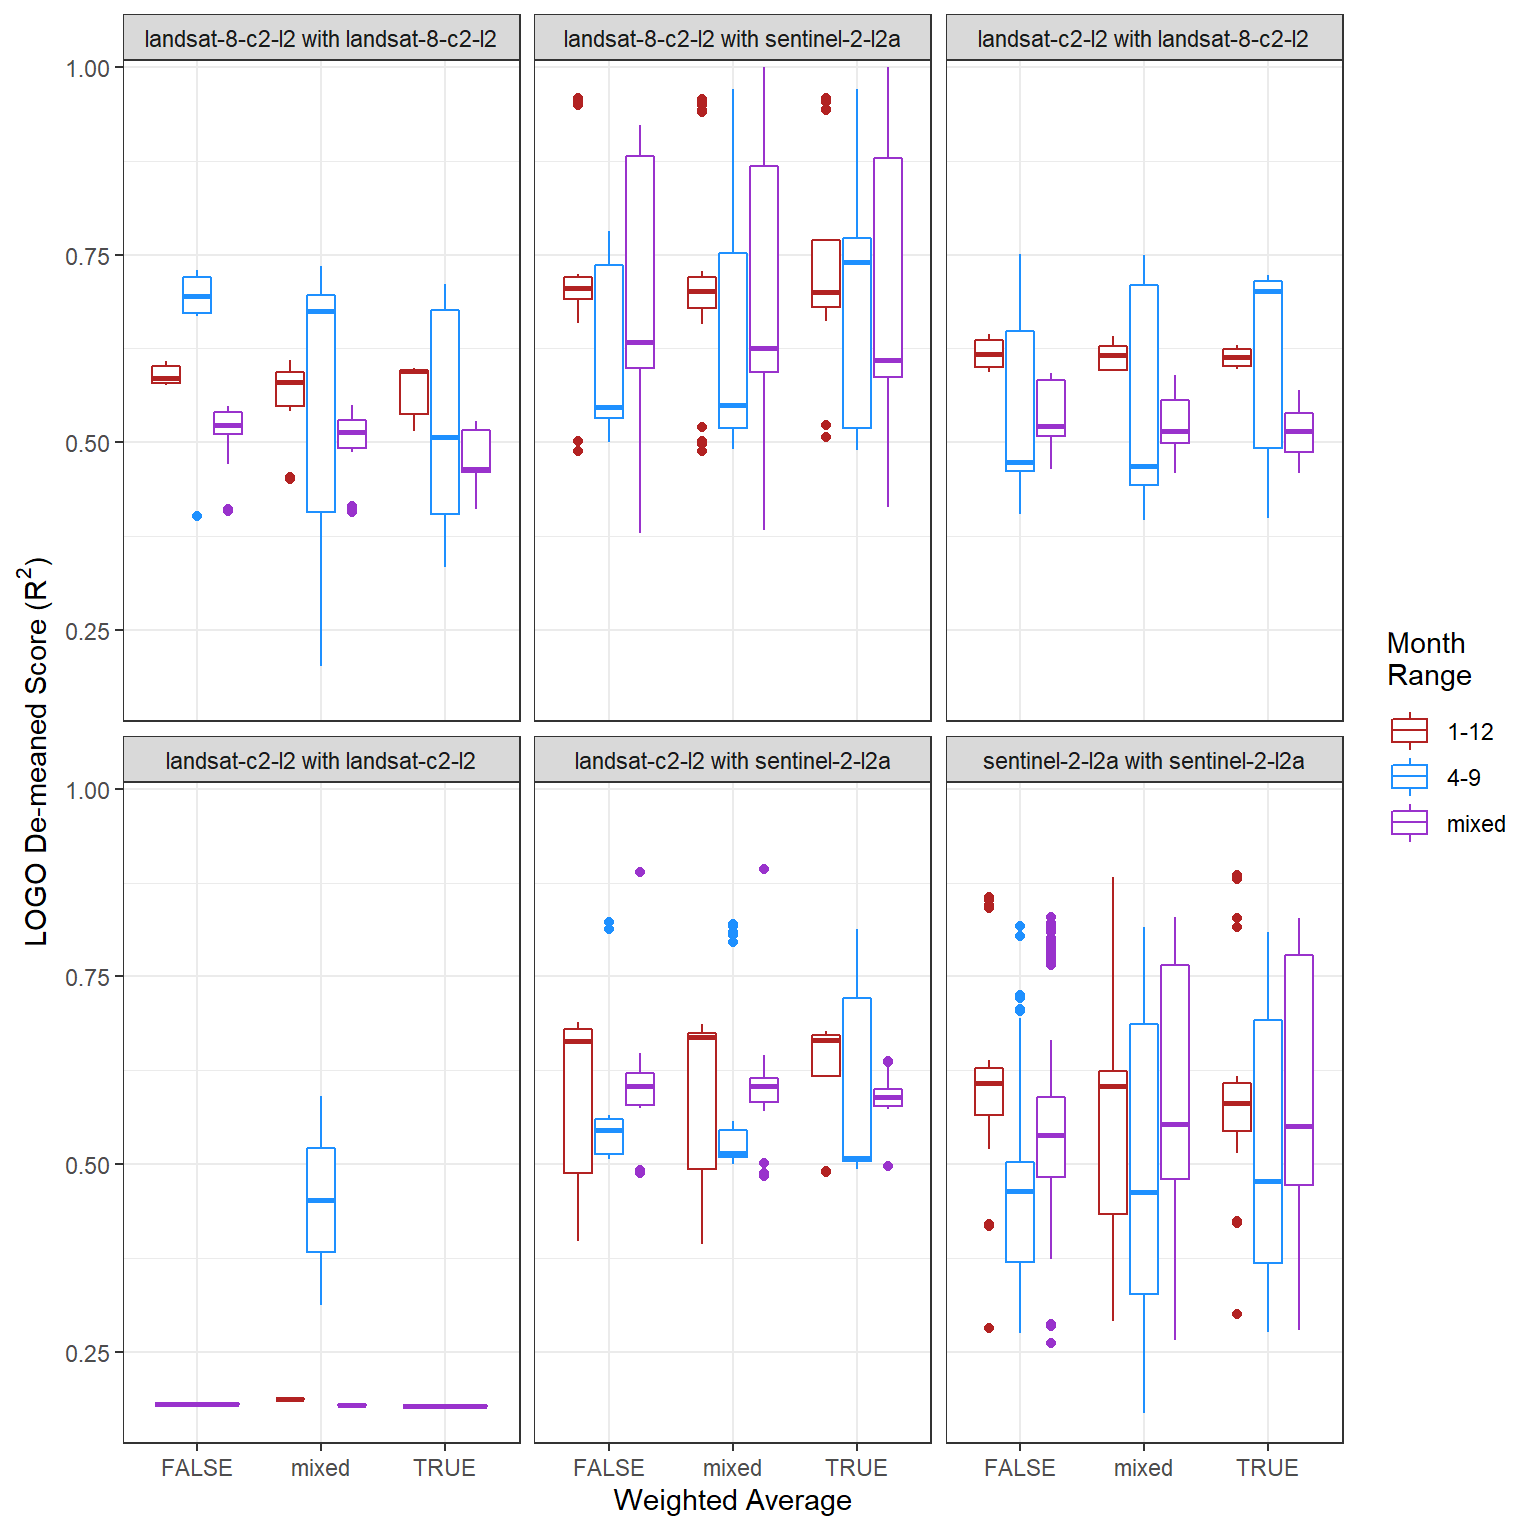 landsat-8-c2-l2 with landsat-8-c2-l2
landsat-8-c2-l2 with sentinel-2-l2a
landsat-c2-l2 with landsat-8-c2-l2
1.00
0.75
0.50
0.25
landsat-c2-l2 with landsat-c2-l2
landsat-c2-l2 with sentinel-2-l2a
sentinel-2-l2a with sentinel-2-l2a
1.00
0.75
0.50
0.25
FALSE mixed TRUE
FALSE mixed TRUE
FALSE mixed TRUE
Weighted Average
LOGO De-meaned Score (R²)
Month
Range
1-12
4-9
mixed